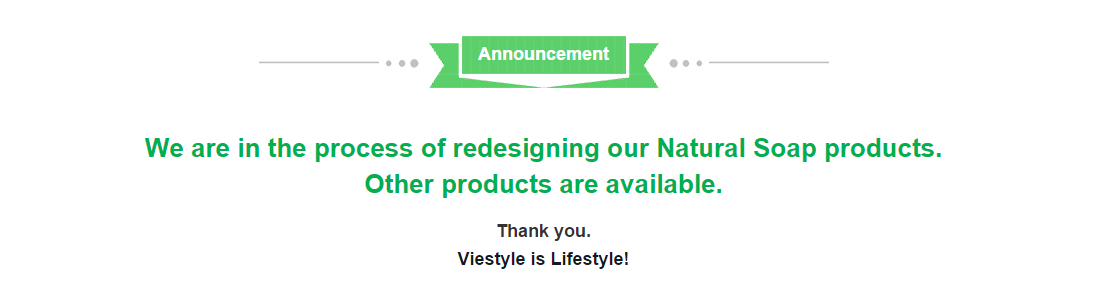 Announcement
We are in the process of redesigning our Natural Soap products.
Other products are available.
Thank you.
Viestyle is Lifestyle!